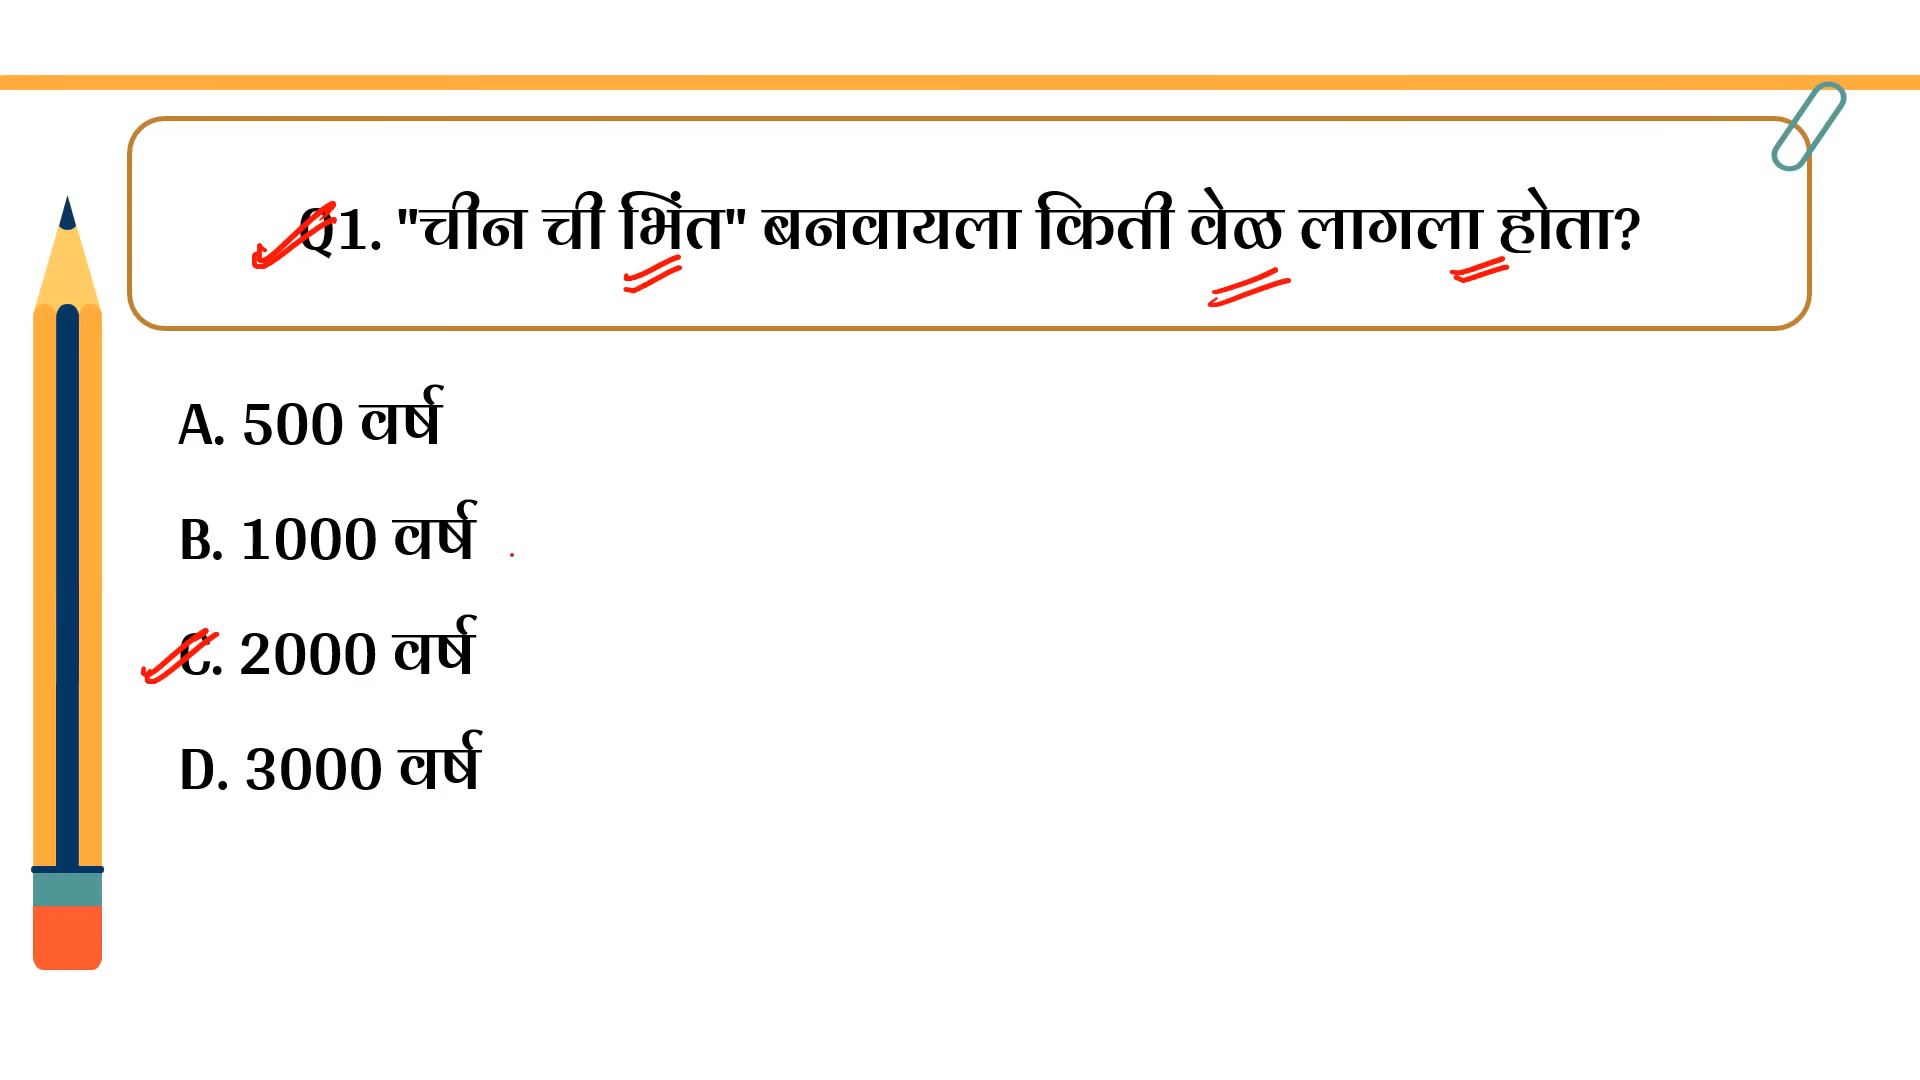 Q1. "चीन ची भिंत" बनवायला किती वेळ लागला होता?
A. 500 वर्ष
B. 1000 वर्ष
C. 2000 वर्ष
D. 3000 वर्ष